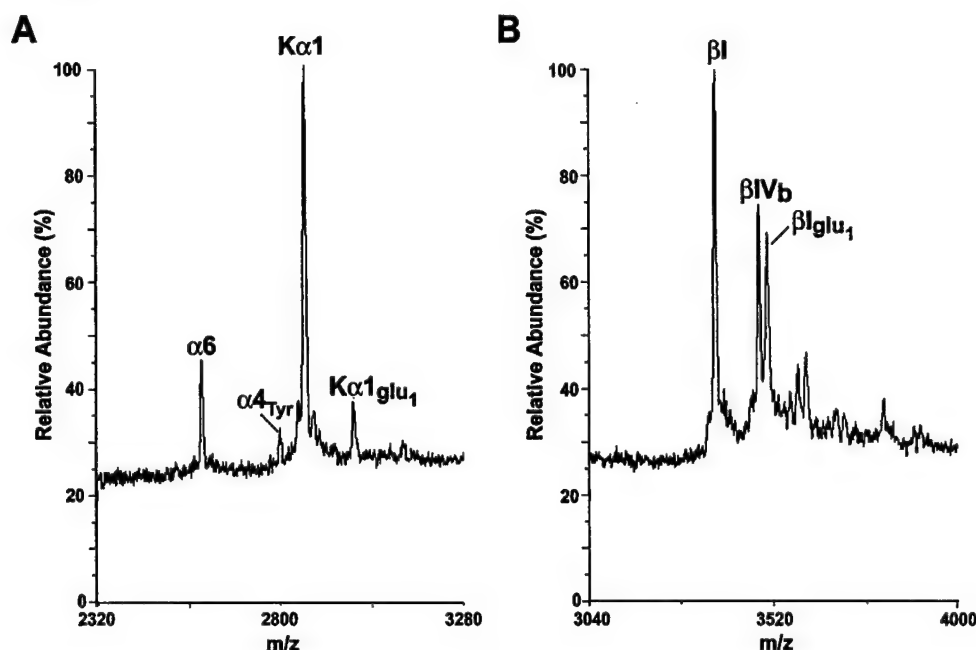 A
B
Kα1
βI
100
80
60
40
20
0
Relative Abundance (%)
α6
α4Tyr
Kα1glu1
2320
2800
3280
m/z
100
80
60
40
20
0
Relative Abundance (%)
βIVb
βIglu1
3040
3520
4000
m/z